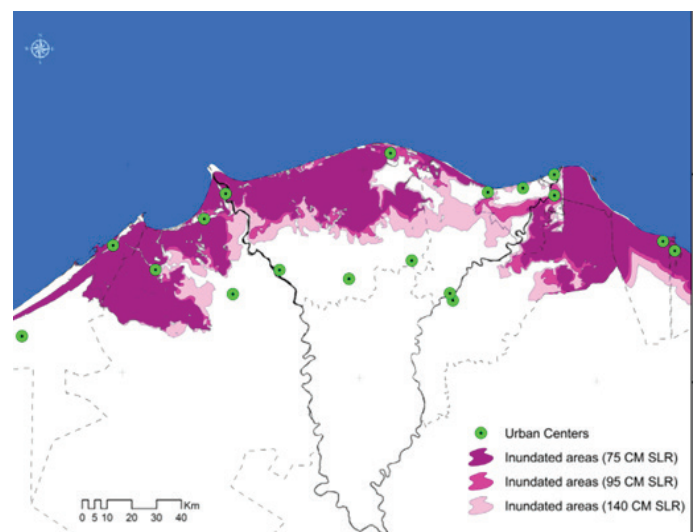 Urban Centers
Inundated areas (75 CM SLR)
Inundated areas (95 CM SLR)
Inundated areas (140 CM SLR)
Km
0 5 10 20 30 40